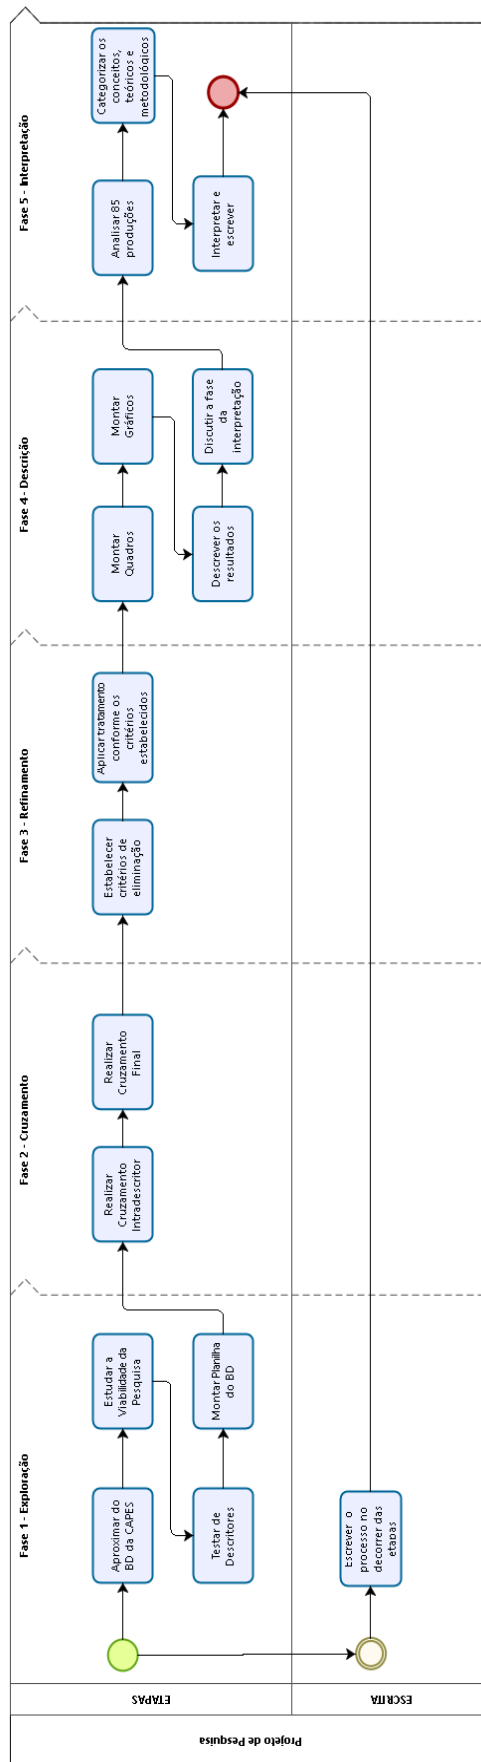 Projeto de Pesquisa
ETAPAS
ESCRITA
Fase 1 - Exploração
Aproximar do
BD da CAPES
Estudar a
Viabilidade da
Pesquisa
Testar de
Descritores
Montar Planilha
do BD
Escrever o
processo no
decorrer das
etapas
Fase 2 - Cruzamento
Realizar
Cruzamento
Intradescritor
Realizar
Cruzamento
Final
Fase 3 - Refinamento
Estabelecer
critérios de
eliminação
Aplicar tratamento
conforme os
critérios
estabelecidos
Fase 4 - Descrição
Montar
Quadros
Montar
Gráficos
Descrever os
resultados
Discutir a fase
da
interpretação
Fase 5 - Interpretação
Analisar 85
produções
Categorizar os
conceitos,
teóricos e
metodológicos
Interpretar e
escrever